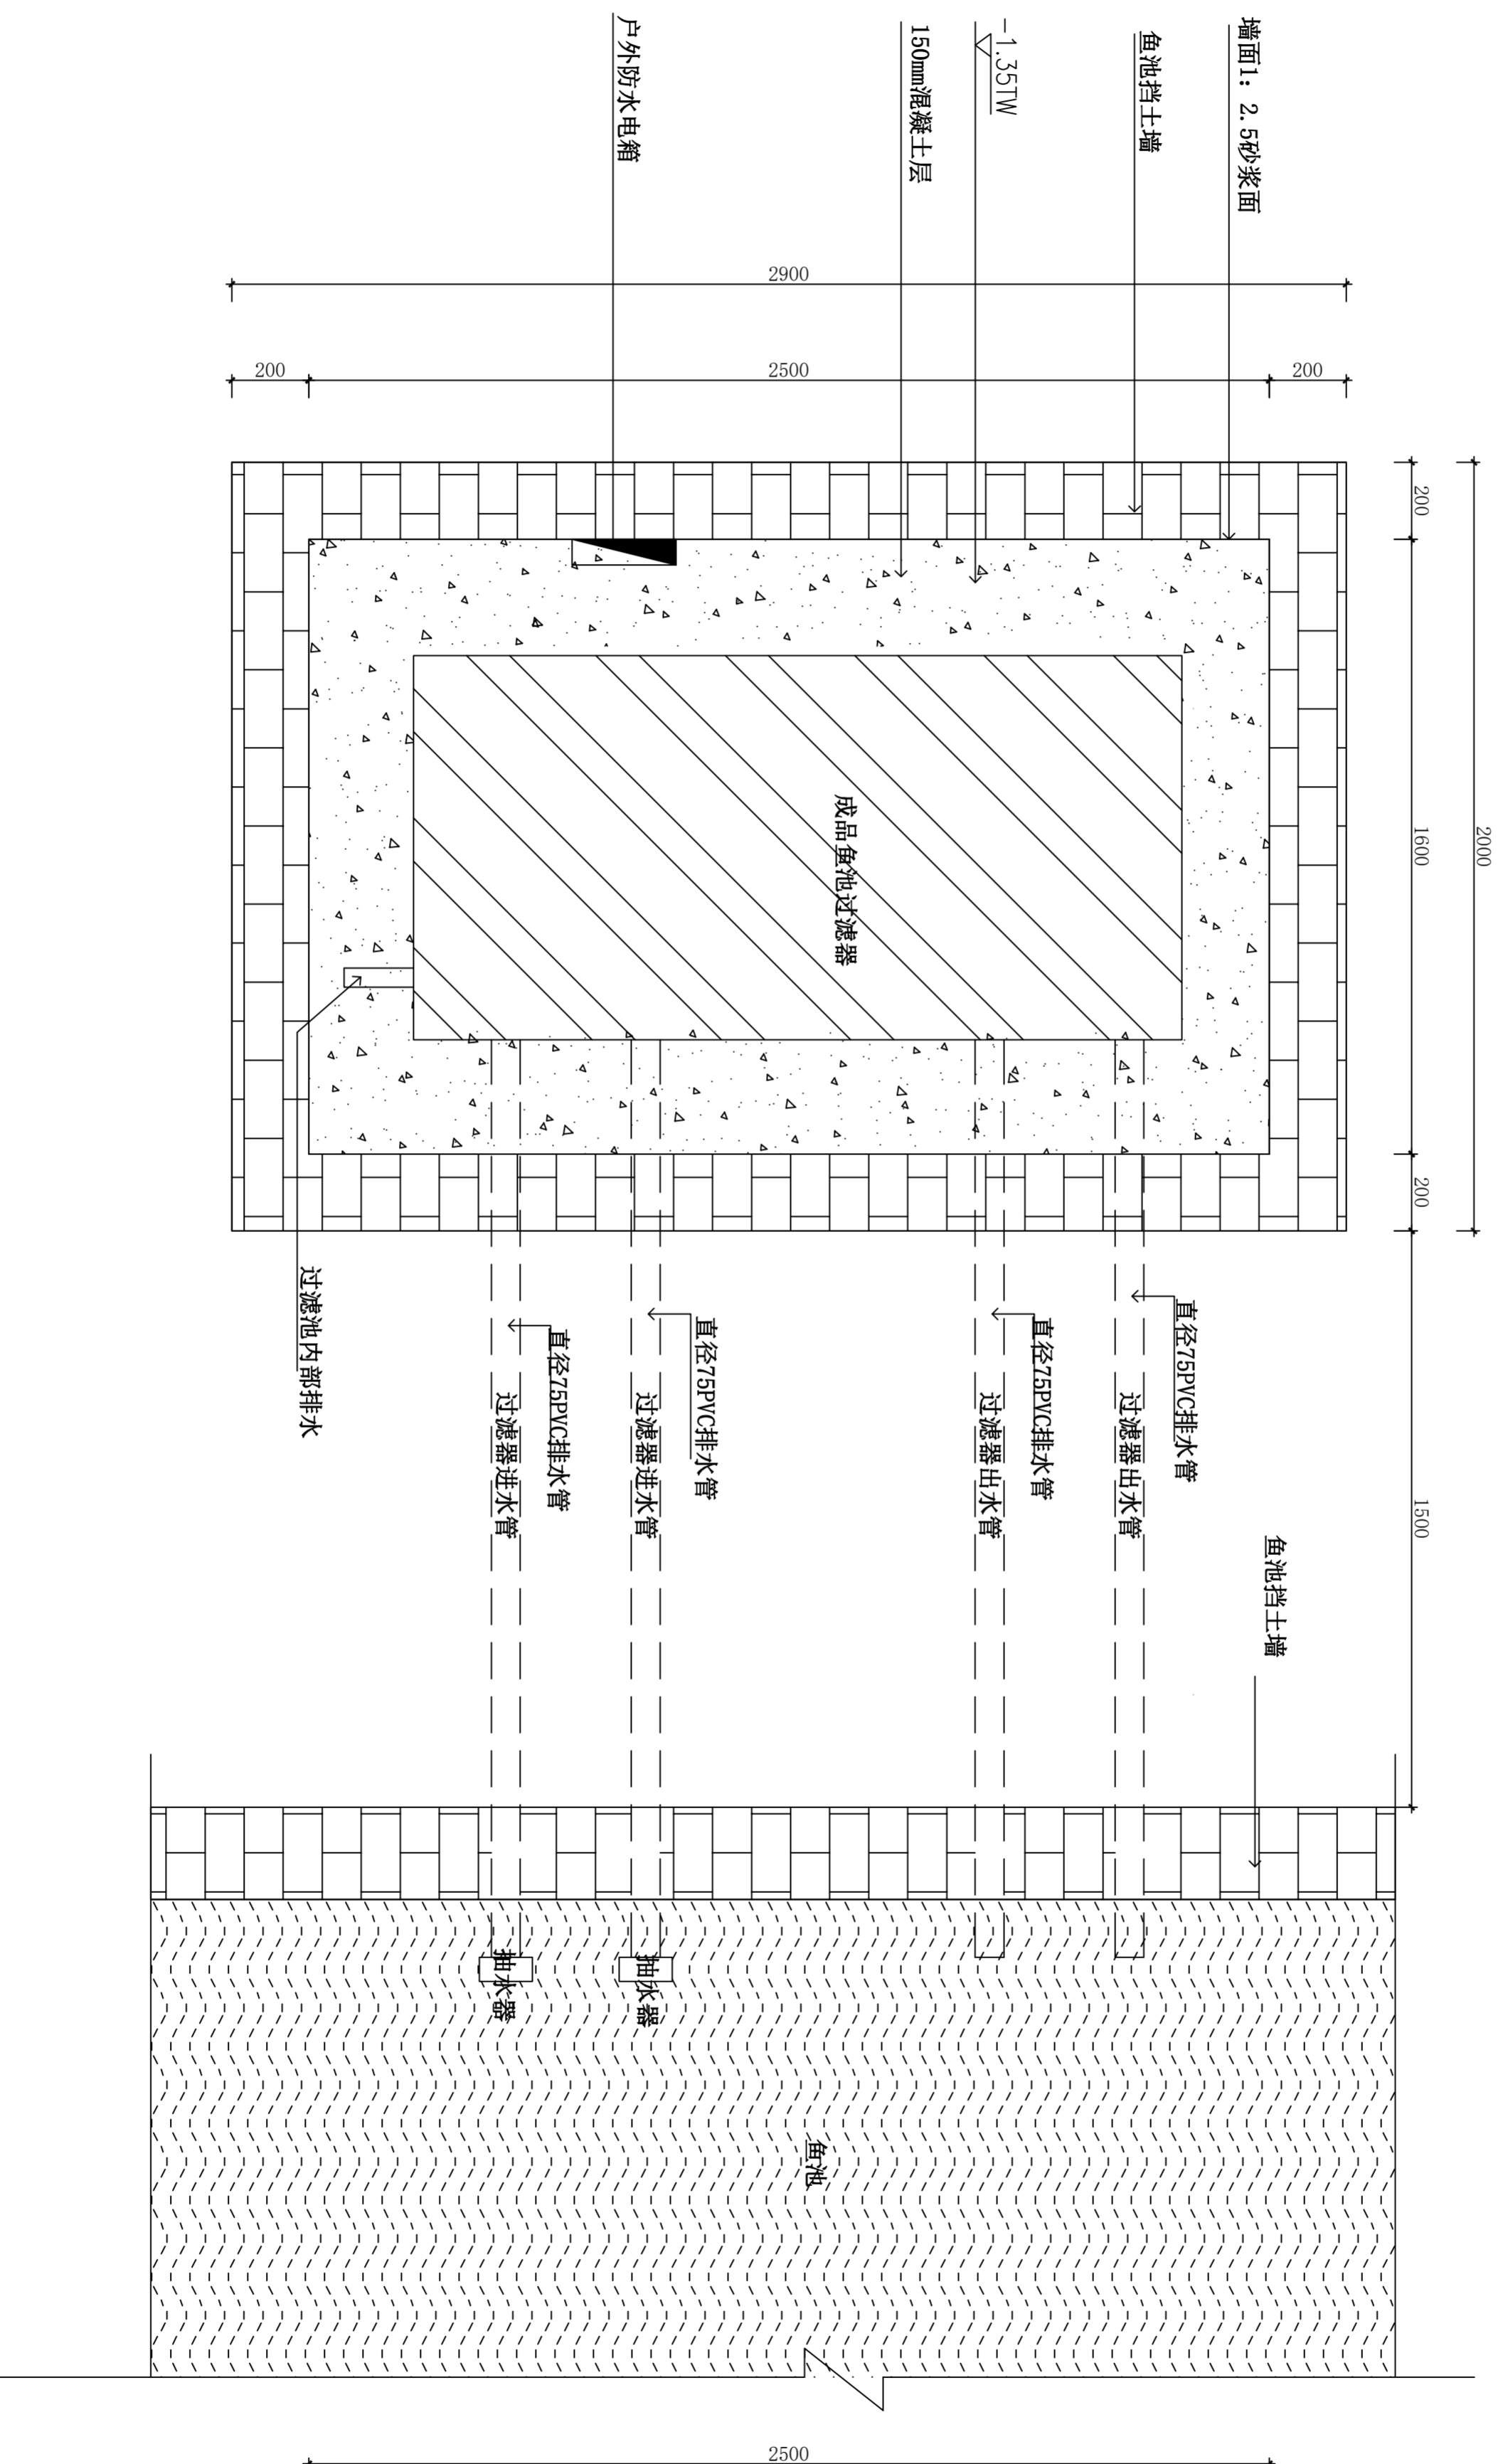 墙面1: 2.5砂浆面
鱼池挡土墙
-1.35TW
150mm混凝土层
户外防水电箱
2900
200
2500
200
2000
200
1600
200
1500
成品鱼池过滤器
过滤池内部排水
直径75PVC排水管
过滤器出水管
直径75PVC排水管
过滤器出水管
直径75PVC排水管
过滤器进水管
直径75PVC排水管
过滤器进水管
鱼池挡土墙
抽水器
抽水器
鱼池
2500